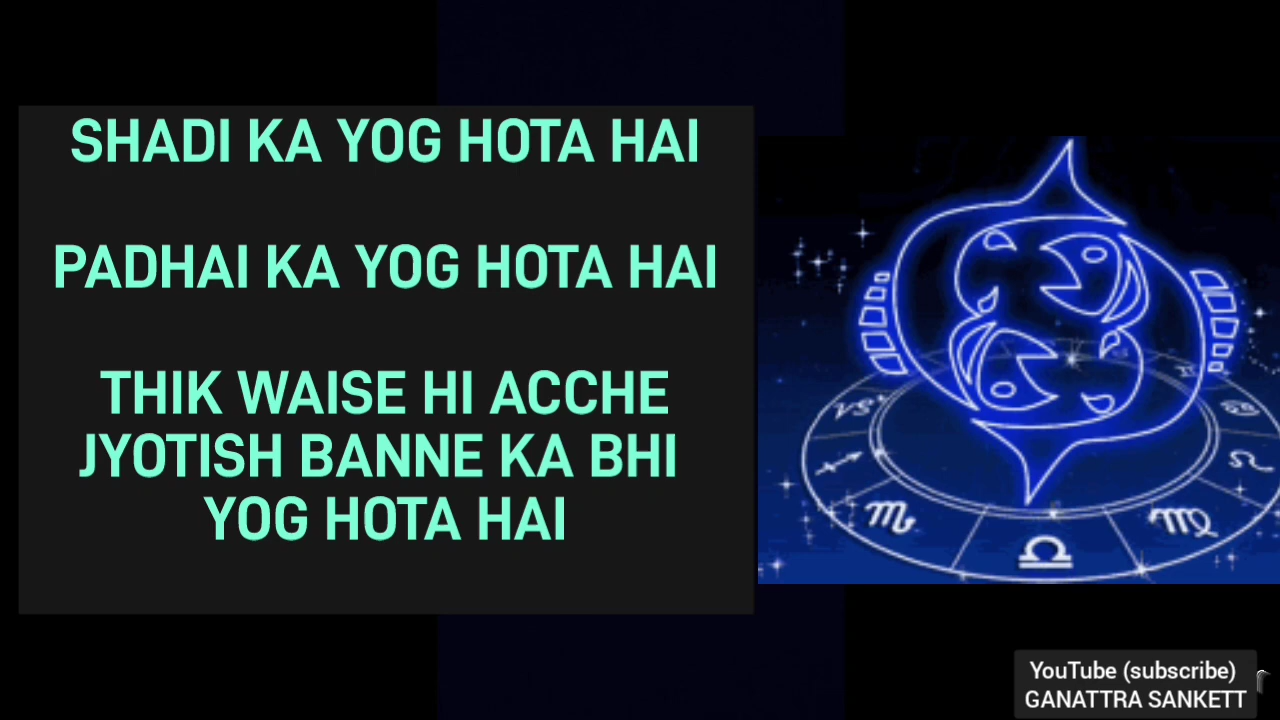 SHADI KA YOG HOTA HAI
PADHAI KA YOG HOTA HAI
THIK WAISE HI ACCHE
JYOTISH BANNE KA BHI
YOG HOTA HAI
YouTube (subscribe)
GANATTRA SANKETT